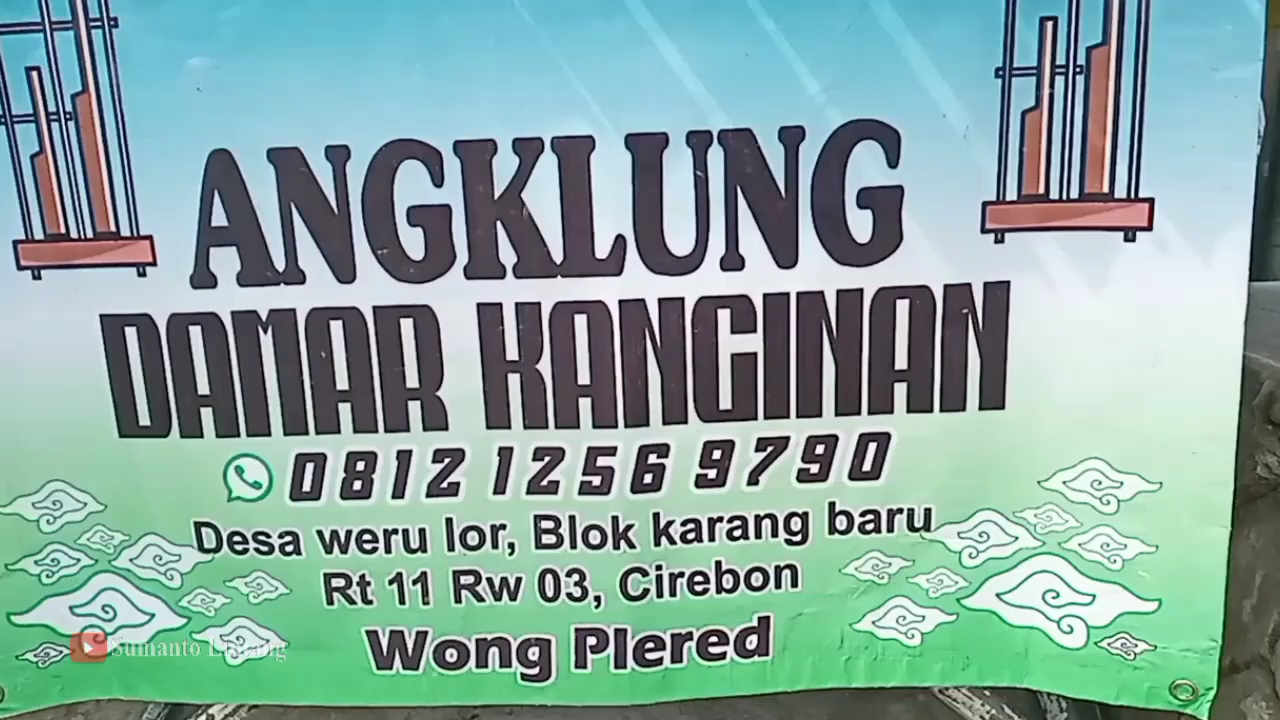 ANGKLUNG
DAMAR KANGINAN
0812 1256 9790
Desa weru lor, Blok karang baru
Rt 11 Rw 03, Cirebon
Wong Plered
Sumanto